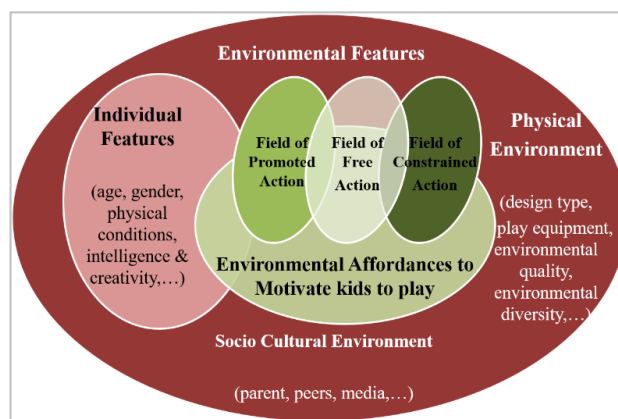 Environmental Features
Individual
Features
(age, gender,
physical
conditions,
intelligence &
creativity,…)
Field of
Promoted
Action
Field of
Free
Action
Field of
Constrained
Action
Physical
Environment
(design type,
play equipment,
environmental
quality,
environmental
diversity,…)
Environmental Affordances to
Motivate kids to play
Socio Cultural Environment
(parent, peers, media,…)